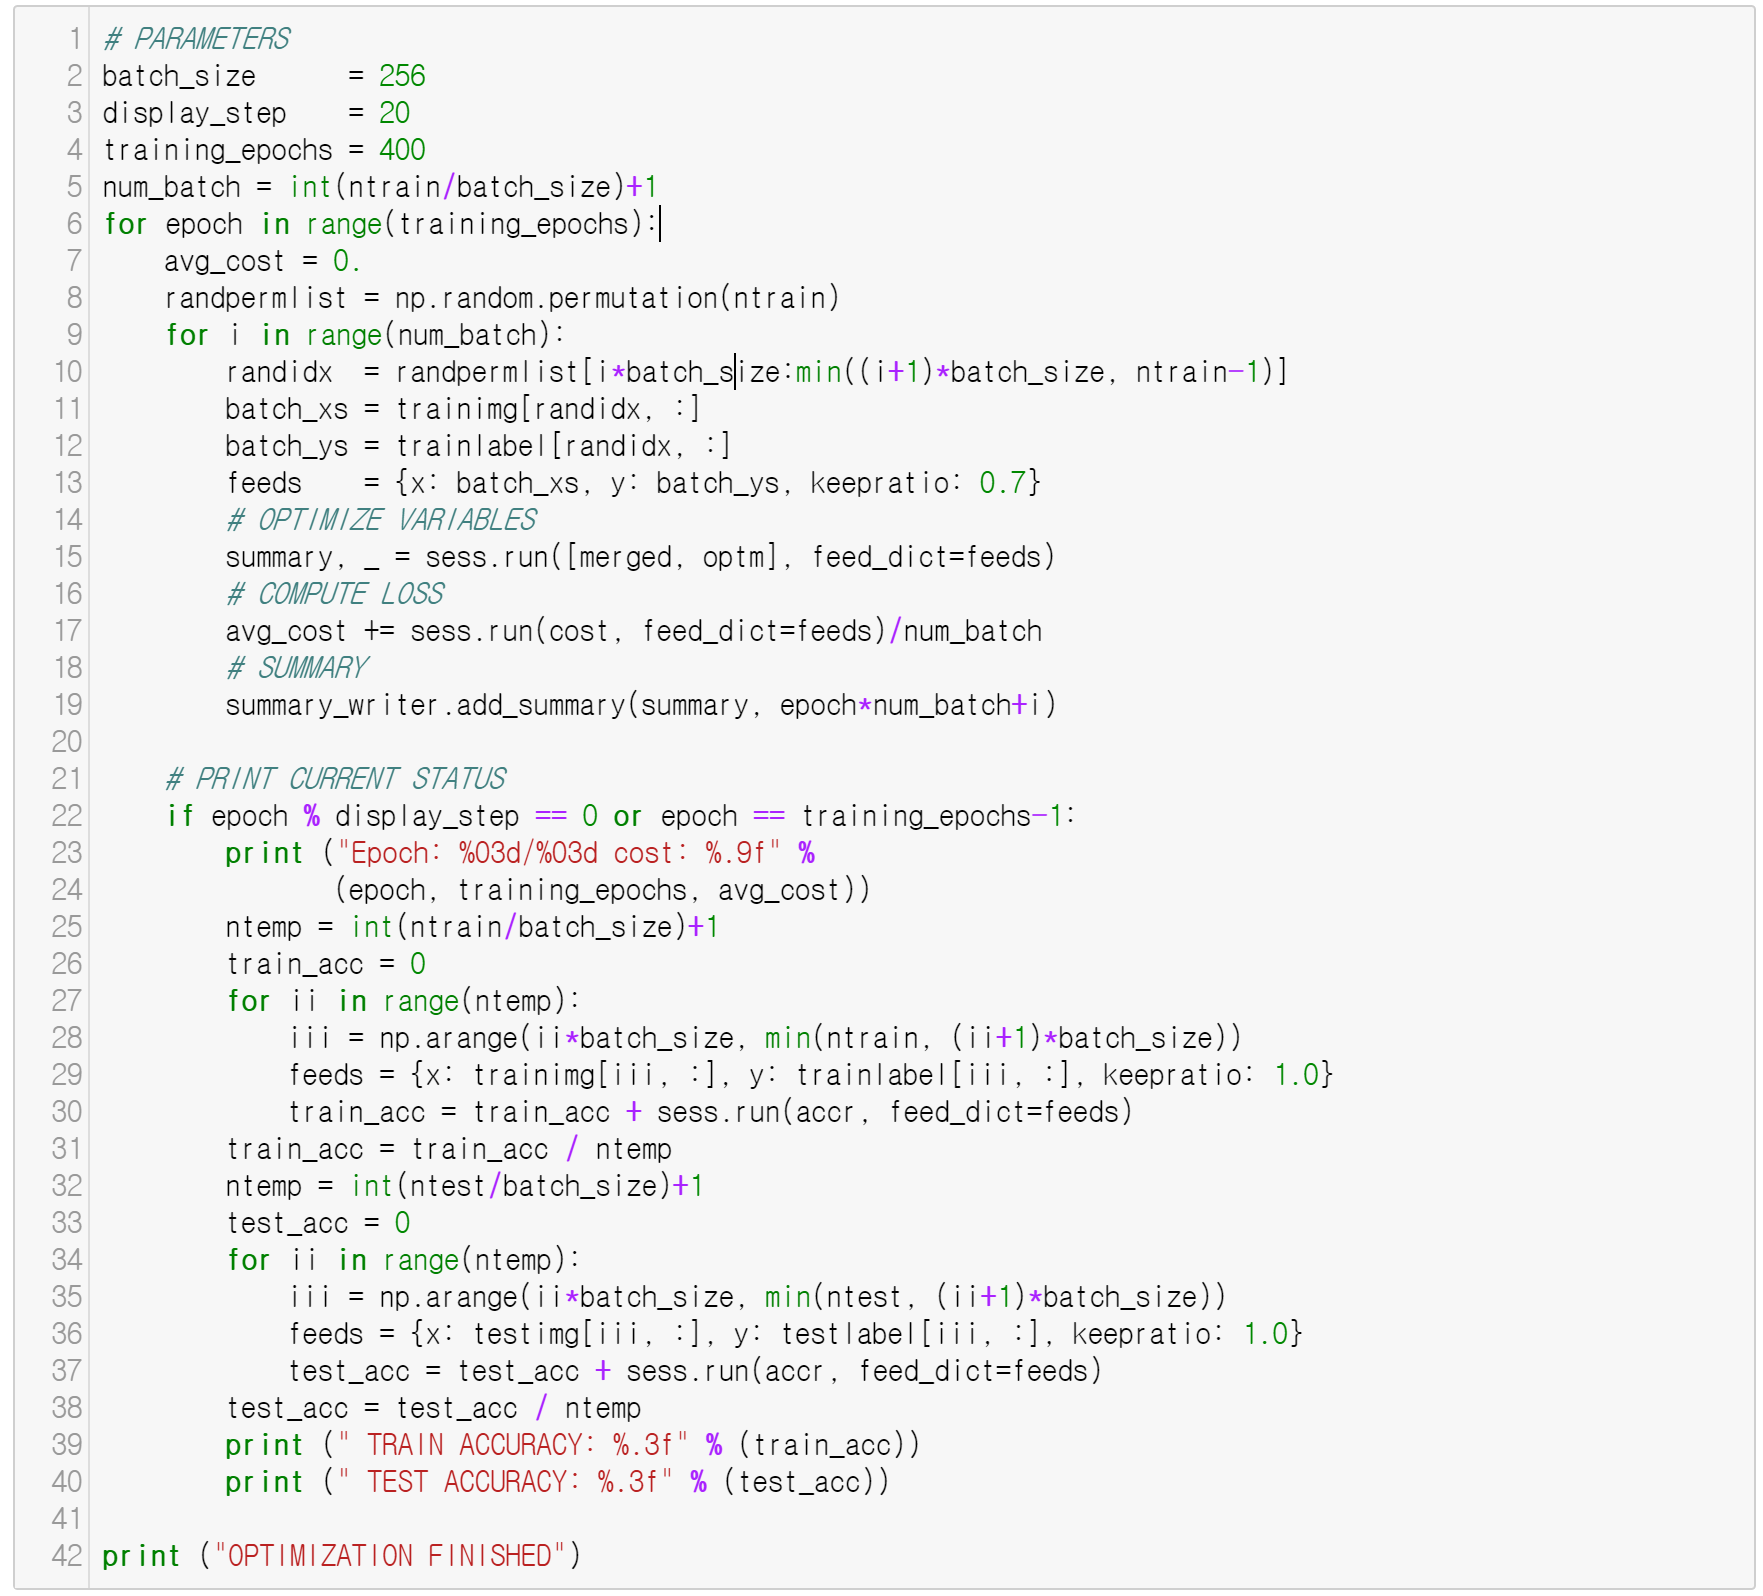 1 # PARAMETERS
2 batch_size      = 256
3 display_step    = 20
4 training_epochs = 400
5 num_batch = int(ntrain/batch_size)+1
6 for epoch in range(training_epochs):
7     avg_cost = 0.
8     randpermlist = np.random.permutation(ntrain)
9     for i in range(num_batch):
10         randidx  = randpermlist[i*batch_size:min((i+1)*batch_size, ntrain-1)]
11         batch_xs = trainimg[randidx, :]
12         batch_ys = trainlabel[randidx, :]
13         feeds    = {x: batch_xs, y: batch_ys, keepratio: 0.7}
14         # OPTIMIZE VARIABLES
15         summary, _ = sess.run([merged, optm], feed_dict=feeds)
16         # COMPUTE LOSS
17         avg_cost += sess.run(cost, feed_dict=feeds)/num_batch
18         # SUMMARY
19         summary_writer.add_summary(summary, epoch*num_batch+i)
20
21     # PRINT CURRENT STATUS
22     if epoch % display_step == 0 or epoch == training_epochs-1:
23         print ("Epoch: %03d/%03d cost: %.9f" %
24                (epoch, training_epochs, avg_cost))
25         ntemp = int(ntrain/batch_size)+1
26         train_acc = 0
27         for ii in range(ntemp):
28             iii = np.arange(ii*batch_size, min(ntrain, (ii+1)*batch_size))
29             feeds = {x: trainimg[iii, :], y: trainlabel[iii, :], keepratio: 1.0}
30             train_acc = train_acc + sess.run(accr, feed_dict=feeds)
31         train_acc = train_acc / ntemp
32         ntemp = int(ntest/batch_size)+1
33         test_acc = 0
34         for ii in range(ntemp):
35             iii = np.arange(ii*batch_size, min(ntest, (ii+1)*batch_size))
36             feeds = {x: testimg[iii, :], y: testlabel[iii, :], keepratio: 1.0}
37             test_acc = test_acc + sess.run(accr, feed_dict=feeds)
38         test_acc = test_acc / ntemp
39         print (" TRAIN ACCURACY: %.3f" % (train_acc))
40         print (" TEST ACCURACY: %.3f" % (test_acc))
41
42 print ("OPTIMIZATION FINISHED")